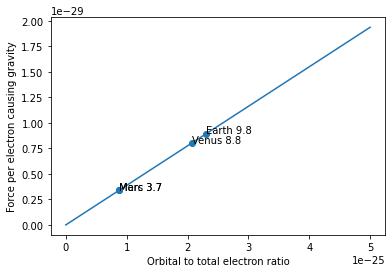 1e−29
2.00
1.75
1.50
1.25
1.00
0.75
0.50
0.25
0.00
Force per electron causing gravity
Earth 9.8
Venus 8.8
Mars 3.7
0 1 2 3 4 5
1e−25
Orbital to total electron ratio